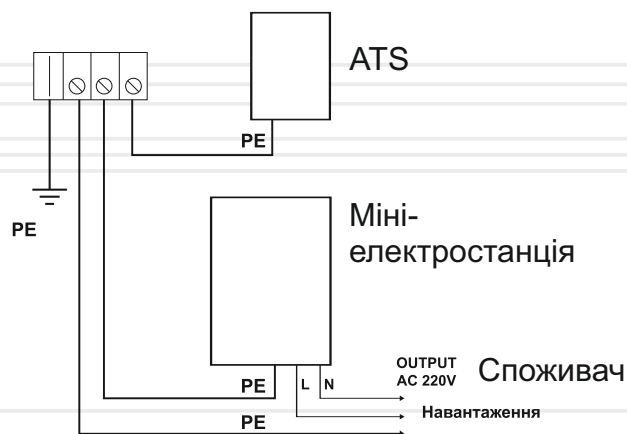 ATS
PE
PE
Міні-
електростанція
OUTPUT
AC 220V
Споживач
PE
L
N
Навантаження
PE